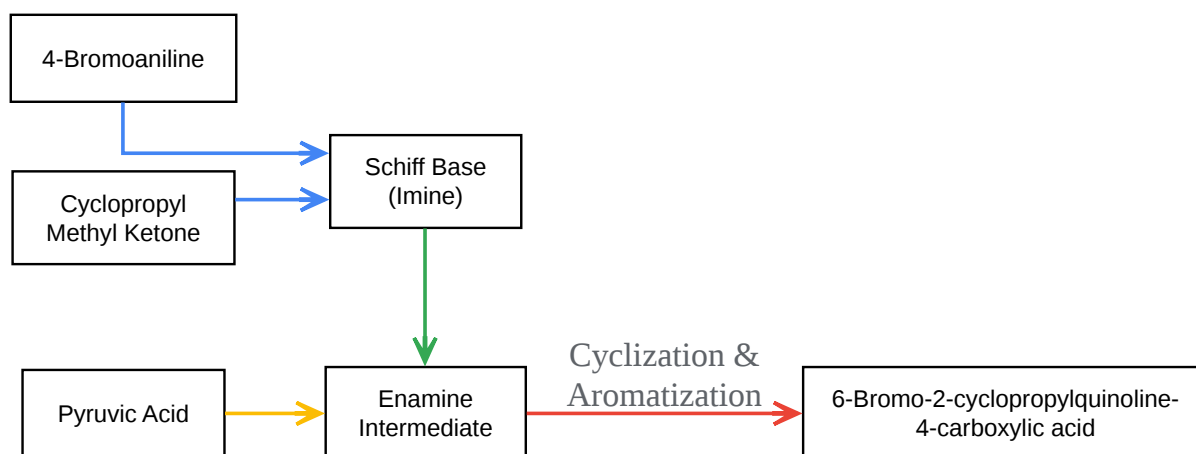 4-Bromoaniline
Schiff Base
(Imine)
Cyclopropyl
Methyl Ketone
Cyclization &
Aromatization
Pyruvic Acid
Enamine
Intermediate
6-Bromo-2-cyclopropylquinoline-
4-carboxylic acid